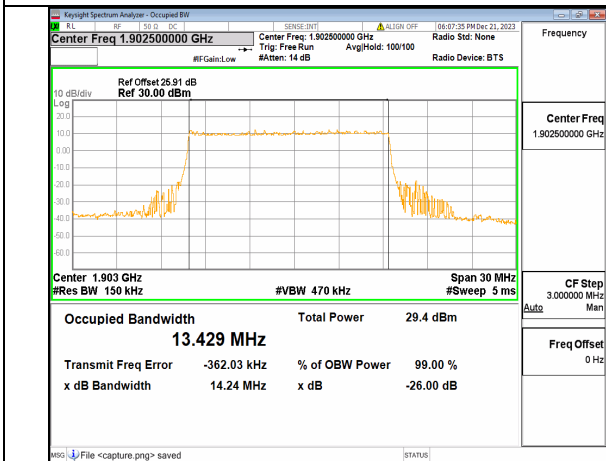 Keysight Spectrum Analyzer - Occupied BW
RL RF 50 Ω DC SENSE:INT ALIGN OFF 06:07:35 PM Dec 21, 2023
Center Freq 1.902500000 GHz
Center Freq: 1.902500000 GHz
Radio Std: None
Trig: Free Run Avg|Hold: 100/100
#IFGain:Low
#Atten: 14 dB
Radio Device: BTS
Frequency
Ref Offset 25.91 dB
10 dB/div Ref 30.00 dBm
Log
20.0
10.0
0.00
-10.0
-20.0
-30.0
-40.0
-50.0
-60.0
Center 1.903 GHz
Span 30 MHz
#Res BW 150 kHz
#VBW 470 kHz
#Sweep 5 ms
Center Freq
1.902500000 GHz
CF Step
3.000000 MHz
Auto Man
Freq Offset
0 Hz
Occupied Bandwidth
13.429 MHz
Total Power 29.4 dBm
Transmit Freq Error -362.03 kHz
% of OBW Power 99.00 %
x dB Bandwidth 14.24 MHz
x dB -26.00 dB
MSG File <capture.png> saved
STATUS